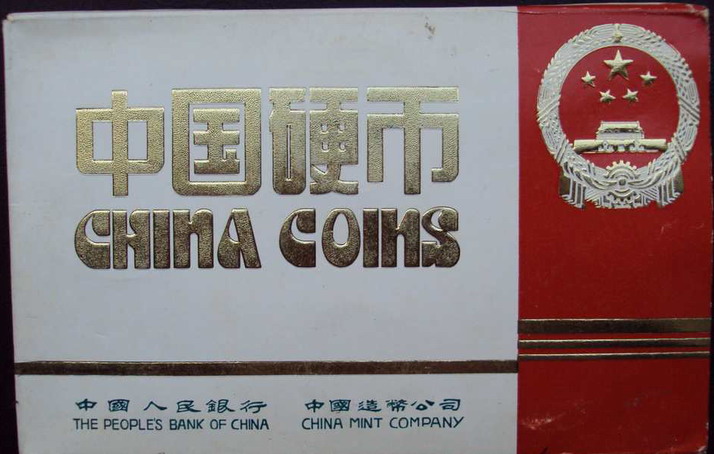 中国硬币
CHINA COINS
中國人民銀行 中國造幣公司
THE PEOPLE'S BANK OF CHINA CHINA MINT COMPANY